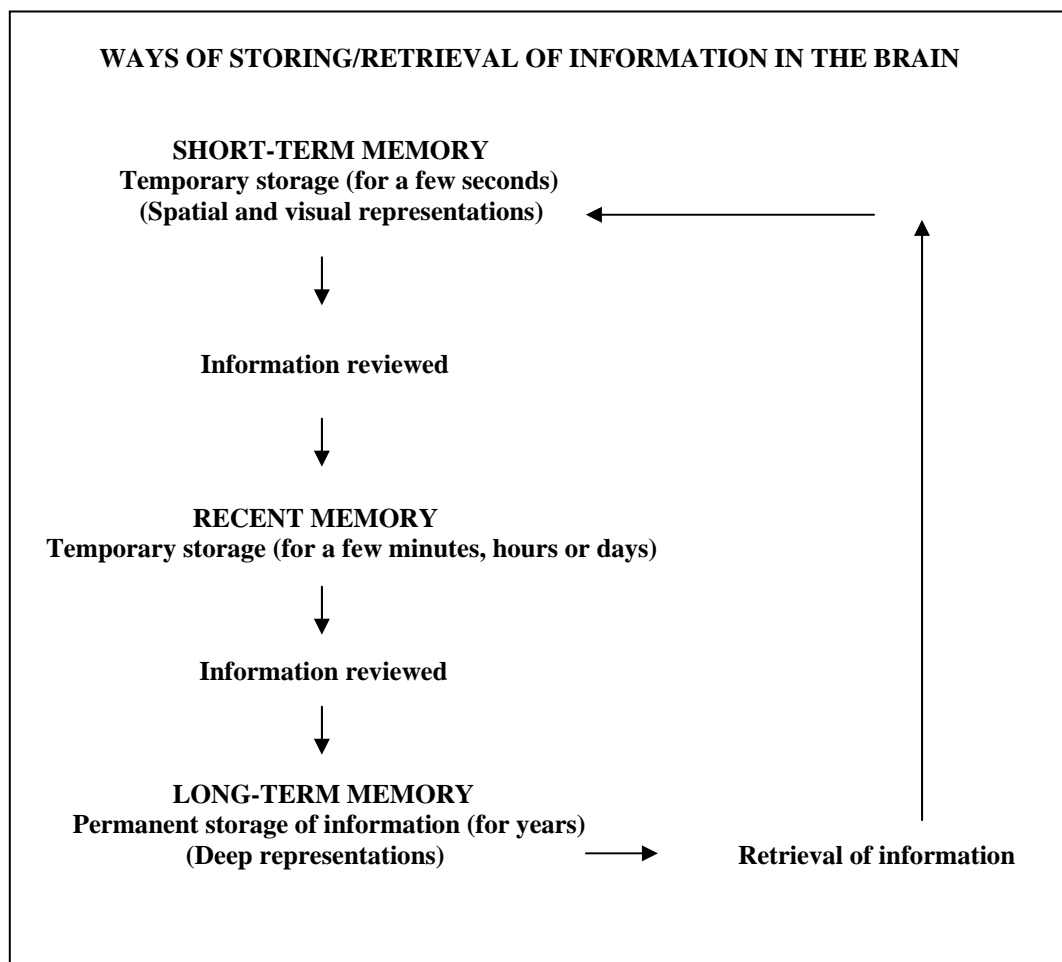 WAYS OF STORING/RETRIEVAL OF INFORMATION IN THE BRAIN
SHORT-TERM MEMORY
Temporary storage (for a few seconds)
(Spatial and visual representations)
Information reviewed
RECENT MEMORY
Temporary storage (for a few minutes, hours or days)
Information reviewed
LONG-TERM MEMORY
Permanent storage of information (for years)
(Deep representations)
Retrieval of information